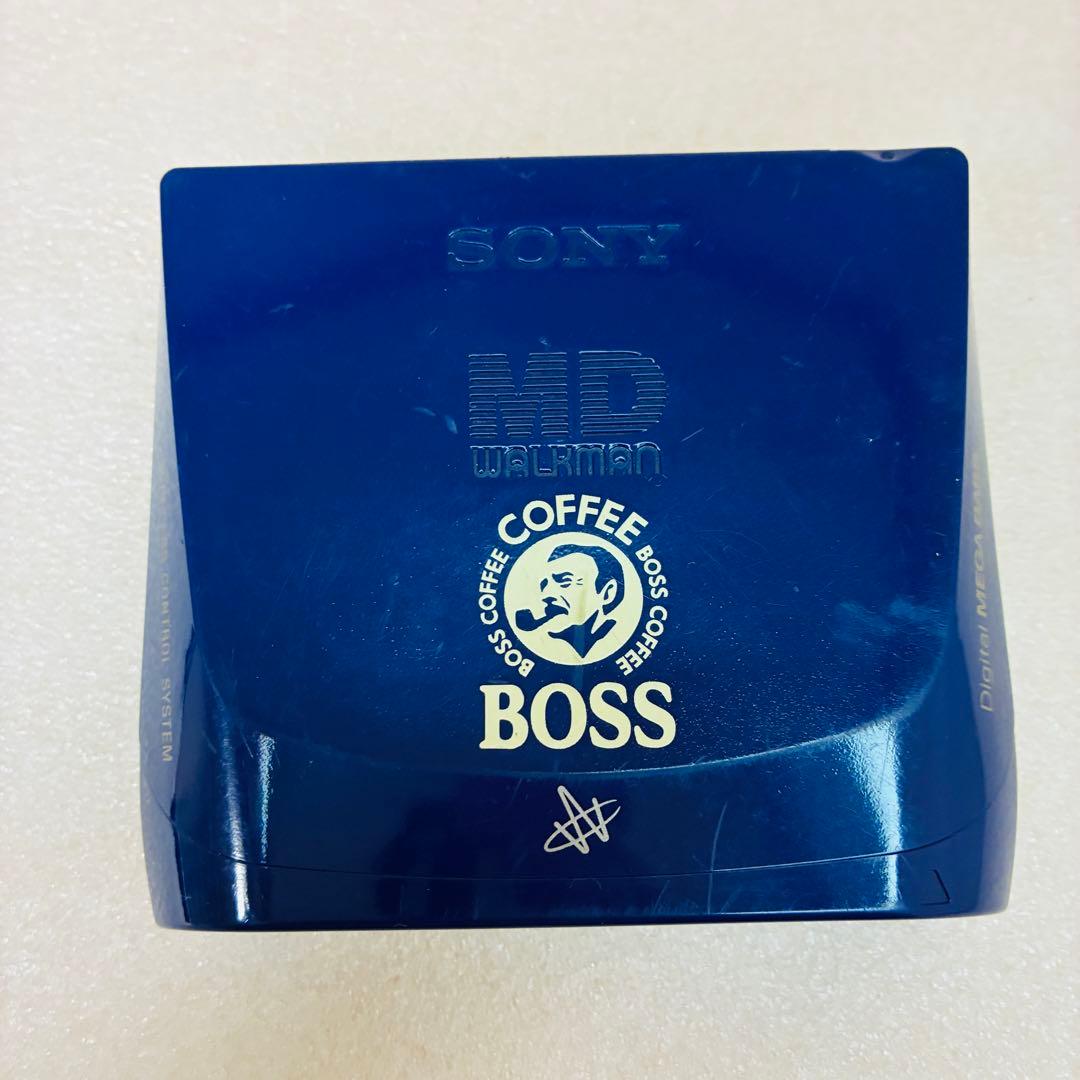 SONY
MD
WALKMAN
COFFEE
BOSS COFFEE
BOSS COFFEE
BOSS
CONTROL SYSTEM
Digital MEGA